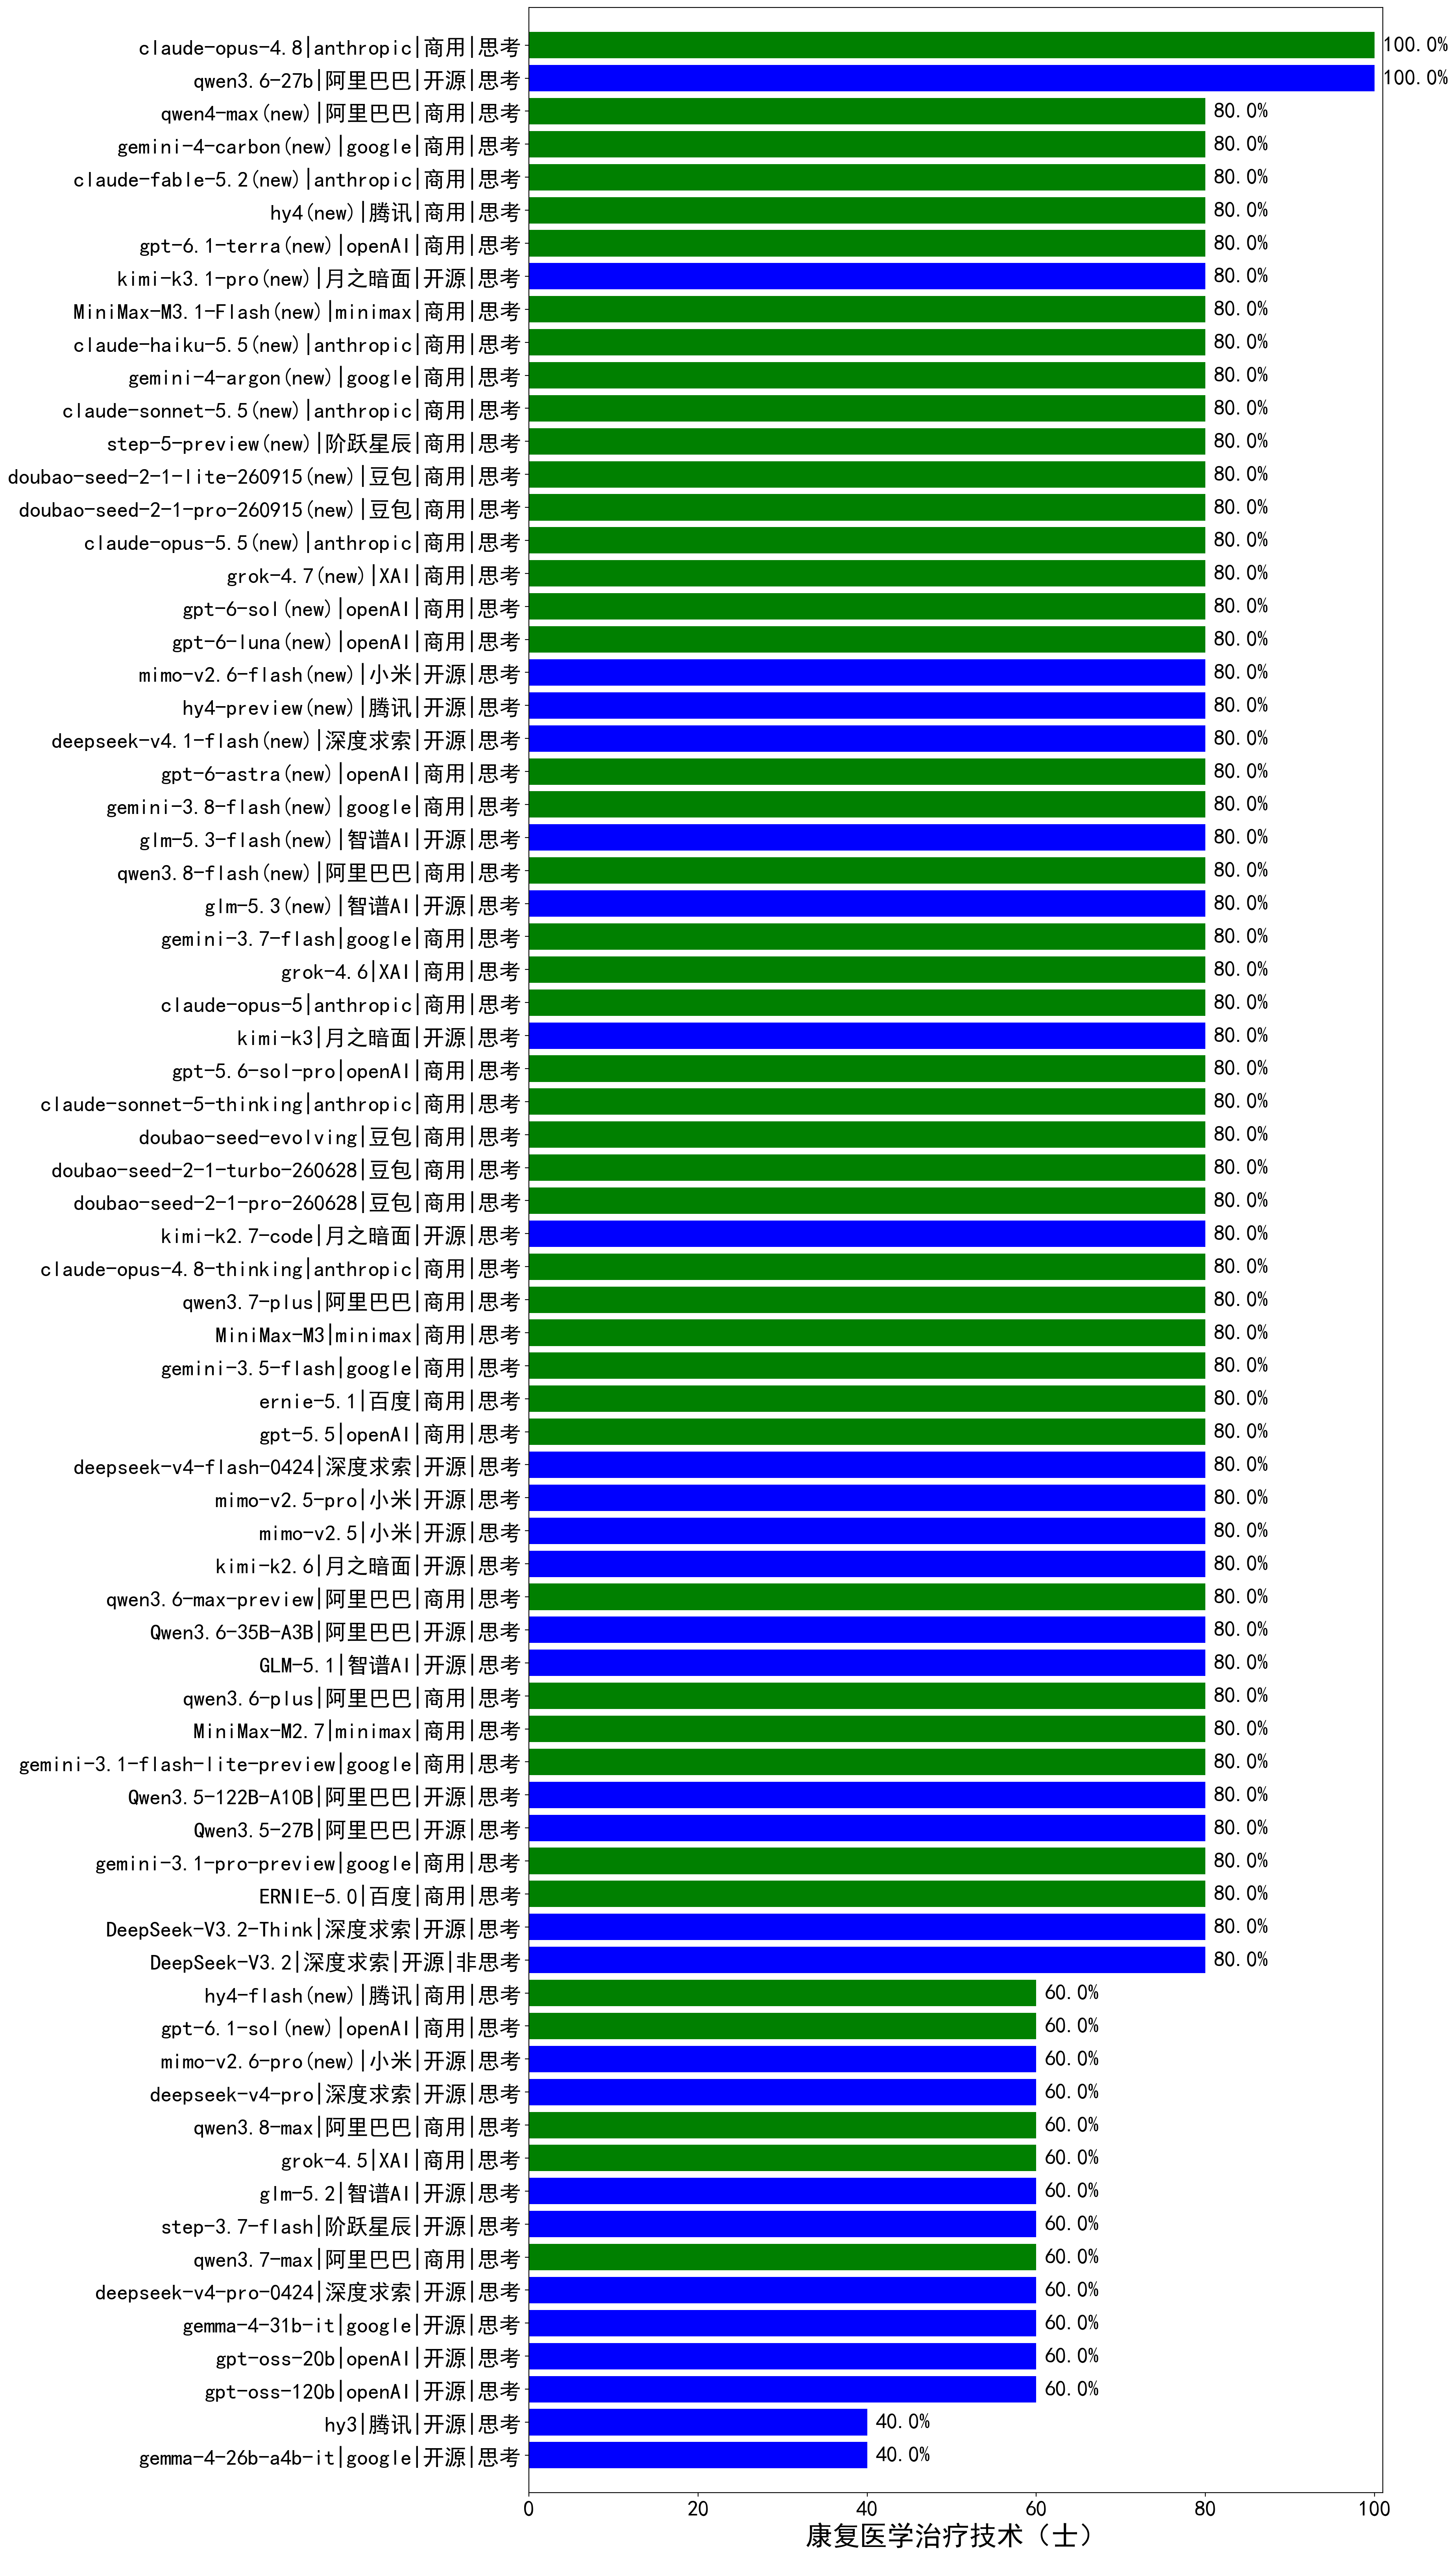 claude-opus-4.8|anthropic|商用|思考 100.0%
qwen3.6-27b|阿里巴巴|开源|思考 100.0%
qwen4-max(new)|阿里巴巴|商用|思考 80.0%
gemini-4-carbon(new)|google|商用|思考 80.0%
claude-fable-5.2(new)|anthropic|商用|思考 80.0%
hy4(new)|腾讯|商用|思考 80.0%
gpt-6.1-terra(new)|openAI|商用|思考 80.0%
kimi-k3.1-pro(new)|月之暗面|开源|思考 80.0%
MiniMax-M3.1-Flash(new)|minimax|商用|思考 80.0%
claude-haiku-5.5(new)|anthropic|商用|思考 80.0%
gemini-4-argon(new)|google|商用|思考 80.0%
claude-sonnet-5.5(new)|anthropic|商用|思考 80.0%
step-5-preview(new)|阶跃星辰|商用|思考 80.0%
doubao-seed-2-1-lite-260915(new)|豆包|商用|思考 80.0%
doubao-seed-2-1-pro-260915(new)|豆包|商用|思考 80.0%
claude-opus-5.5(new)|anthropic|商用|思考 80.0%
grok-4.7(new)|XAI|商用|思考 80.0%
gpt-6-sol(new)|openAI|商用|思考 80.0%
gpt-6-luna(new)|openAI|商用|思考 80.0%
mimo-v2.6-flash(new)|小米|开源|思考 80.0%
hy4-preview(new)|腾讯|开源|思考 80.0%
deepseek-v4.1-flash(new)|深度求索|开源|思考 80.0%
gpt-6-astra(new)|openAI|商用|思考 80.0%
gemini-3.8-flash(new)|google|商用|思考 80.0%
glm-5.3-flash(new)|智谱AI|开源|思考 80.0%
qwen3.8-flash(new)|阿里巴巴|商用|思考 80.0%
glm-5.3(new)|智谱AI|开源|思考 80.0%
gemini-3.7-flash|google|商用|思考 80.0%
grok-4.6|XAI|商用|思考 80.0%
claude-opus-5|anthropic|商用|思考 80.0%
kimi-k3|月之暗面|开源|思考 80.0%
gpt-5.6-sol-pro|openAI|商用|思考 80.0%
claude-sonnet-5-thinking|anthropic|商用|思考 80.0%
doubao-seed-evolving|豆包|商用|思考 80.0%
doubao-seed-2-1-turbo-260628|豆包|商用|思考 80.0%
doubao-seed-2-1-pro-260628|豆包|商用|思考 80.0%
kimi-k2.7-code|月之暗面|开源|思考 80.0%
claude-opus-4.8-thinking|anthropic|商用|思考 80.0%
qwen3.7-plus|阿里巴巴|商用|思考 80.0%
MiniMax-M3|minimax|商用|思考 80.0%
gemini-3.5-flash|google|商用|思考 80.0%
ernie-5.1|百度|商用|思考 80.0%
gpt-5.5|openAI|商用|思考 80.0%
deepseek-v4-flash-0424|深度求索|开源|思考 80.0%
mimo-v2.5-pro|小米|开源|思考 80.0%
mimo-v2.5|小米|开源|思考 80.0%
kimi-k2.6|月之暗面|开源|思考 80.0%
qwen3.6-max-preview|阿里巴巴|商用|思考 80.0%
Qwen3.6-35B-A3B|阿里巴巴|开源|思考 80.0%
GLM-5.1|智谱AI|开源|思考 80.0%
qwen3.6-plus|阿里巴巴|商用|思考 80.0%
MiniMax-M2.7|minimax|商用|思考 80.0%
gemini-3.1-flash-lite-preview|google|商用|思考 80.0%
Qwen3.5-122B-A10B|阿里巴巴|开源|思考 80.0%
Qwen3.5-27B|阿里巴巴|开源|思考 80.0%
gemini-3.1-pro-preview|google|商用|思考 80.0%
ERNIE-5.0|百度|商用|思考 80.0%
DeepSeek-V3.2-Think|深度求索|开源|思考 80.0%
DeepSeek-V3.2|深度求索|开源|非思考 80.0%
hy4-flash(new)|腾讯|商用|思考 60.0%
gpt-6.1-sol(new)|openAI|商用|思考 60.0%
mimo-v2.6-pro(new)|小米|开源|思考 60.0%
deepseek-v4-pro|深度求索|开源|思考 60.0%
qwen3.8-max|阿里巴巴|商用|思考 60.0%
grok-4.5|XAI|商用|思考 60.0%
glm-5.2|智谱AI|开源|思考 60.0%
step-3.7-flash|阶跃星辰|开源|思考 60.0%
qwen3.7-max|阿里巴巴|商用|思考 60.0%
deepseek-v4-pro-0424|深度求索|开源|思考 60.0%
gemma-4-31b-it|google|开源|思考 60.0%
gpt-oss-20b|openAI|开源|思考 60.0%
gpt-oss-120b|openAI|开源|思考 60.0%
hy3|腾讯|开源|思考 40.0%
gemma-4-26b-a4b-it|google|开源|思考 40.0%
0 20 40 60 80 100
康复医学治疗技术（士）